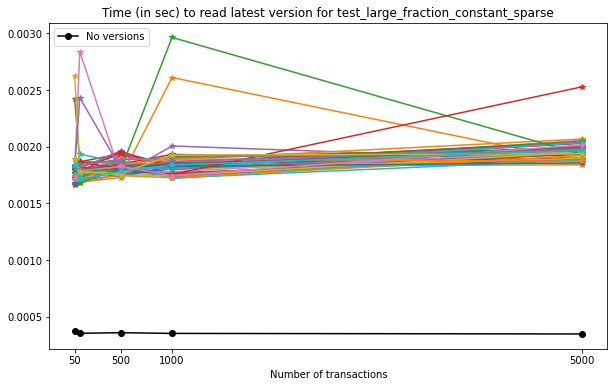 Time (in sec) to read latest version for test_large_fraction_constant_sparse
No versions
0.0030
0.0025
0.0020
0.0015
0.0010
0.0005
50 500 1000 5000
Number of transactions